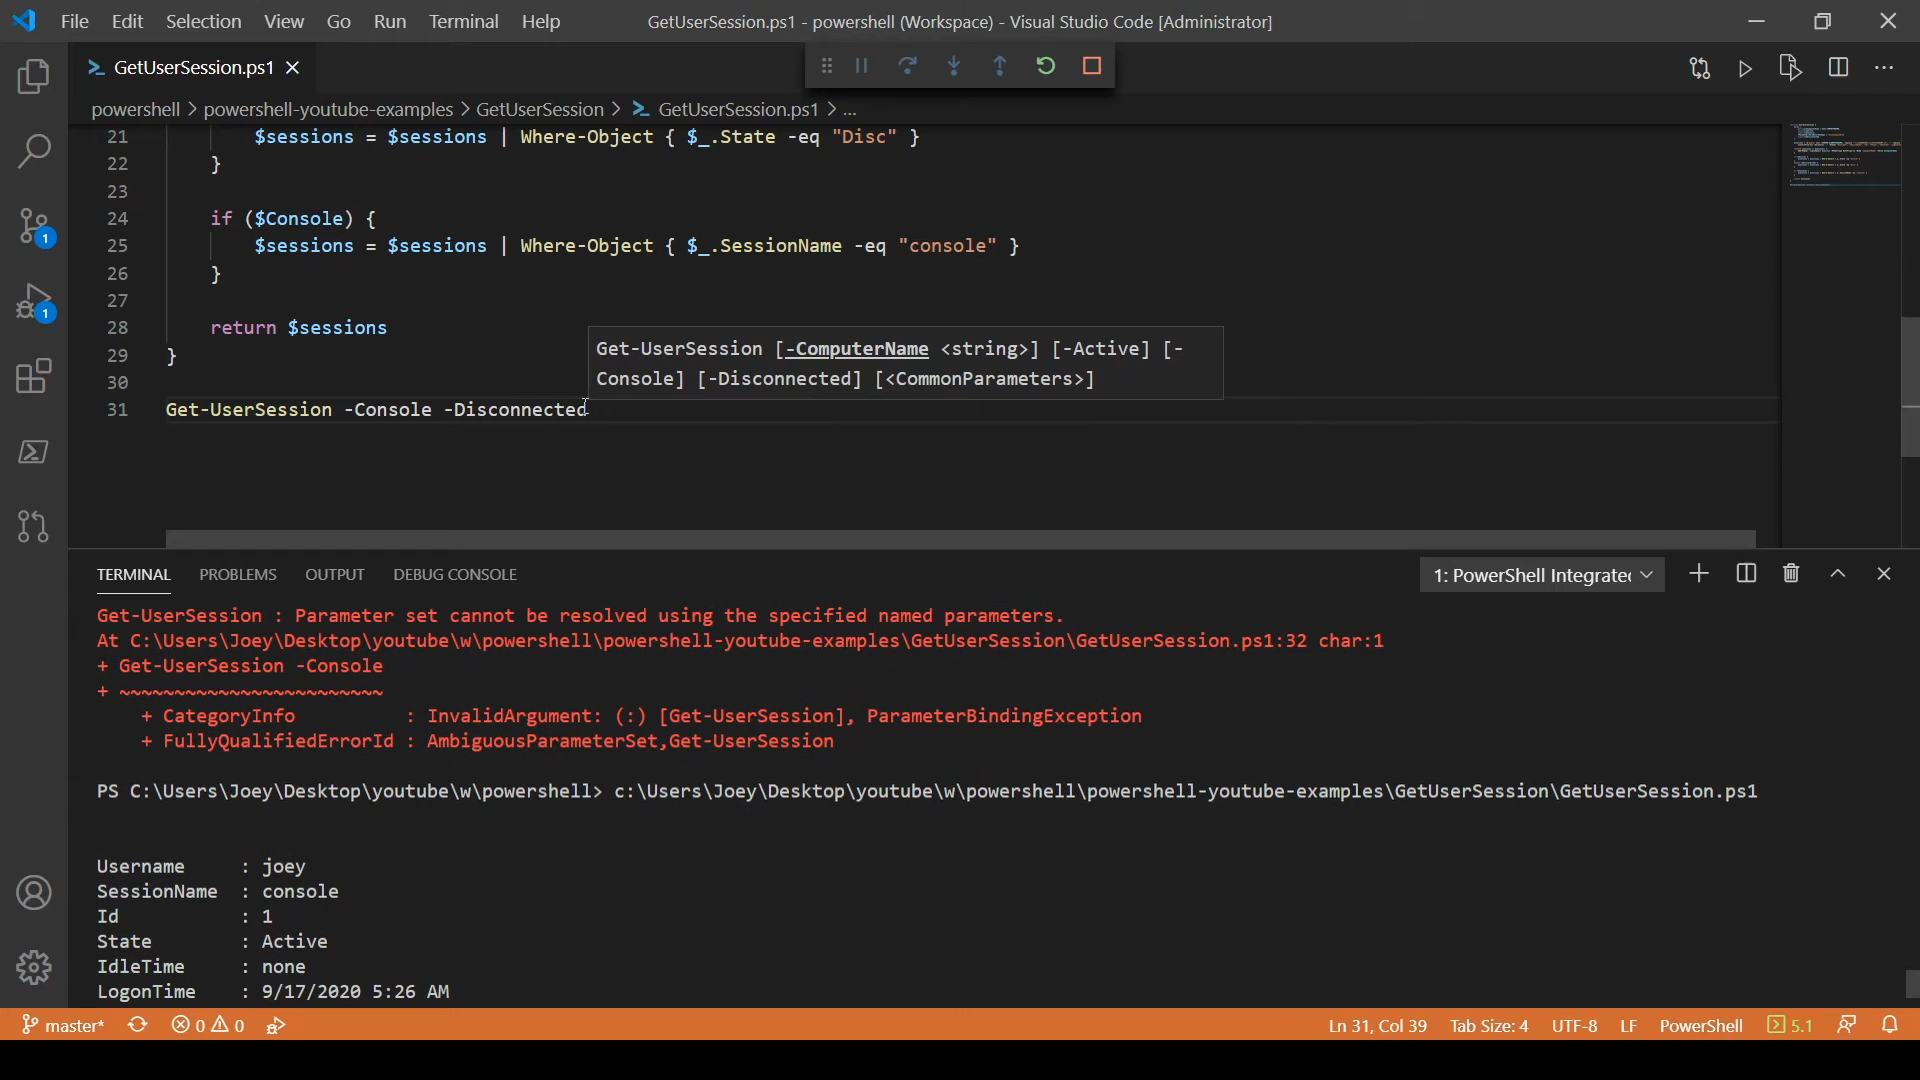 File Edit Selection View Go Run Terminal Help
GetUserSession.ps1 - powershell (Workspace) - Visual Studio Code [Administrator]
GetUserSession.ps1
powershell > powershell-youtube-examples > GetUserSession > GetUserSession.ps1 > ...
21 $sessions = $sessions | Where-Object { $_.State -eq "Disc" }
22 }
23
24 if ($Console) {
25 $sessions = $sessions | Where-Object { $_.SessionName -eq "console" }
26 }
27
28 return $sessions
29 }
30
Get-UserSession [-ComputerName <string>] [-Active] [-
Console] [-Disconnected] [<CommonParameters>]
31 Get-UserSession -Console -Disconnected
TERMINAL PROBLEMS OUTPUT DEBUG CONSOLE
1: PowerShell Integrated
Get-UserSession : Parameter set cannot be resolved using the specified named parameters.
At C:\Users\Joey\Desktop\youtube\w\powershell\powershell-youtube-examples\GetUserSession\GetUserSession.ps1:32 char:1
+ Get-UserSession -Console
+ ~~~~~~~~~~~~~~~~~~~~~~~~
+ CategoryInfo : InvalidArgument: (:) [Get-UserSession], ParameterBindingException
+ FullyQualifiedErrorId : AmbiguousParameterSet,Get-UserSession
PS C:\Users\Joey\Desktop\youtube\w\powershell> c:\Users\Joey\Desktop\youtube\w\powershell\powershell-youtube-examples\GetUserSession\GetUserSession.ps1
Username : joey
SessionName : console
Id : 1
State : Active
IdleTime : none
LogonTime : 9/17/2020 5:26 AM
1
1
master* 0 0
Ln 31, Col 39 Tab Size: 4 UTF-8 LF PowerShell 5.1